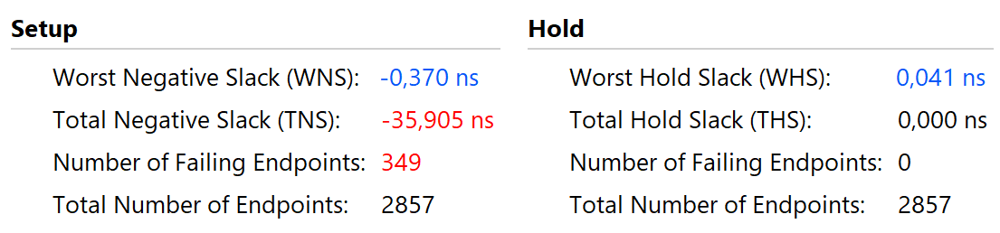 Setup
Worst Negative Slack (WNS): -0,370 ns
Total Negative Slack (TNS): -35,905 ns
Number of Failing Endpoints: 349
Total Number of Endpoints: 2857
Hold
Worst Hold Slack (WHS): 0,041 ns
Total Hold Slack (THS): 0,000 ns
Number of Failing Endpoints: 0
Total Number of Endpoints: 2857